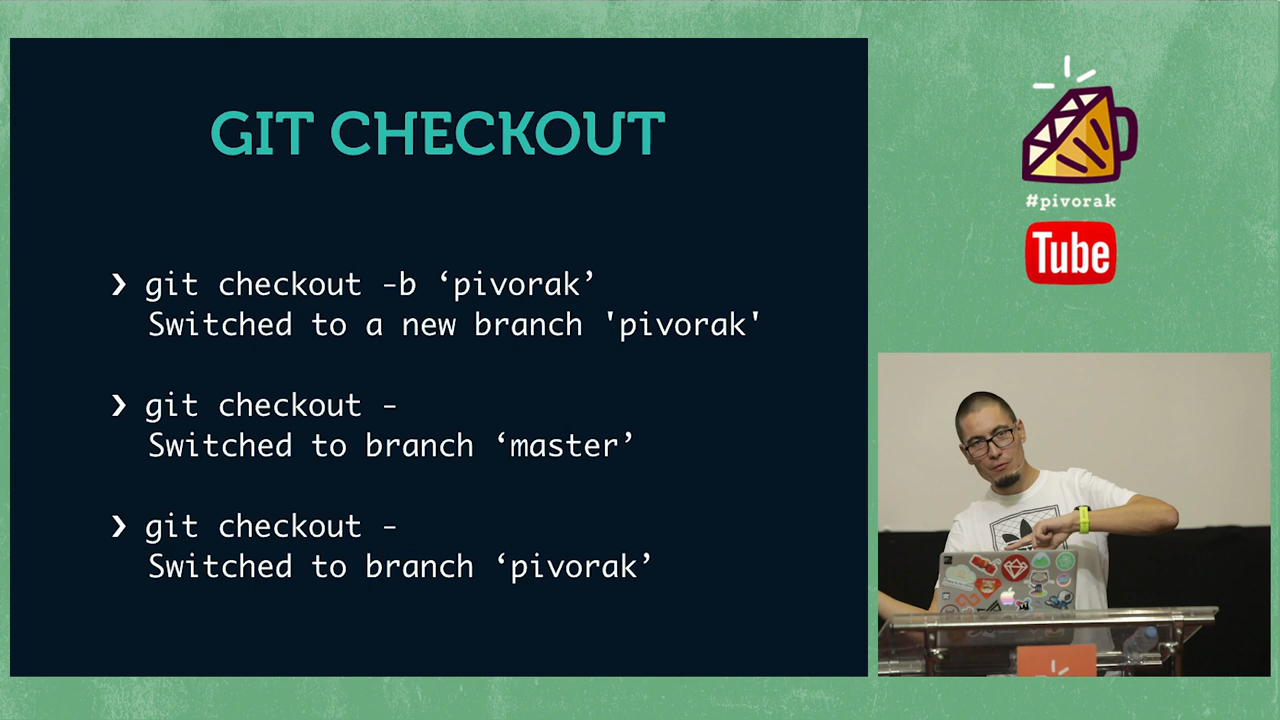 GIT CHECKOUT
❯ git checkout -b ‘pivorak’
Switched to a new branch 'pivorak'
❯ git checkout -
Switched to branch ‘master’
❯ git checkout -
Switched to branch ‘pivorak’
#pivorak
Tube